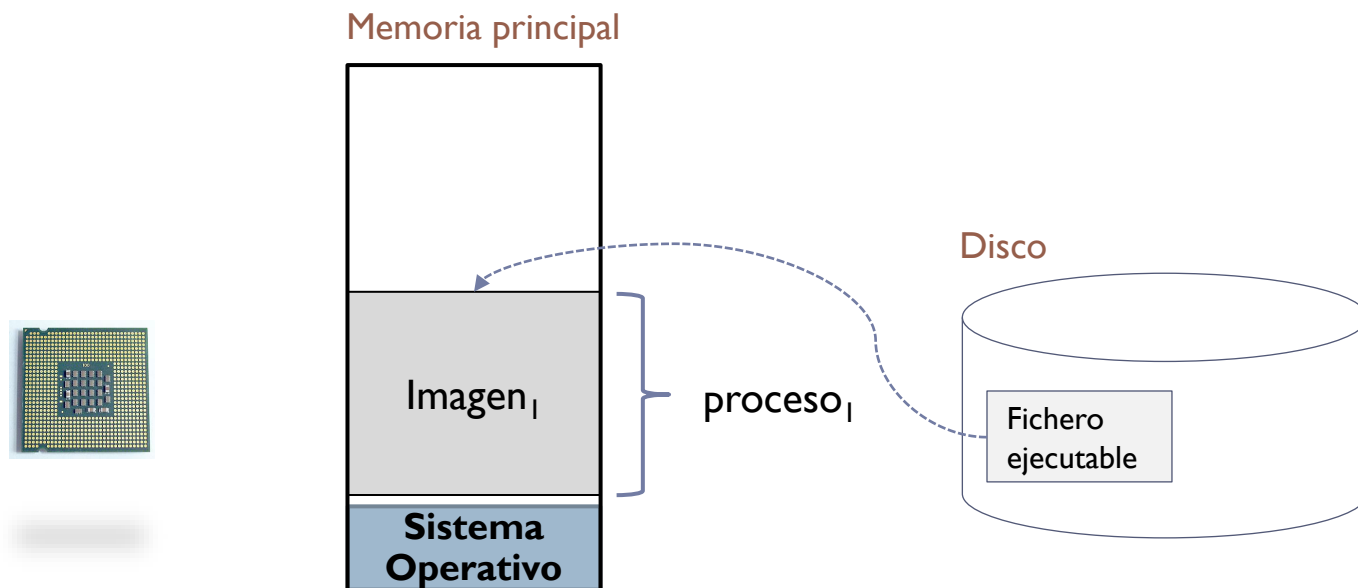 Memoria principal
Disco
Imagen₁
proceso₁
Fichero
ejecutable
Sistema
Operativo